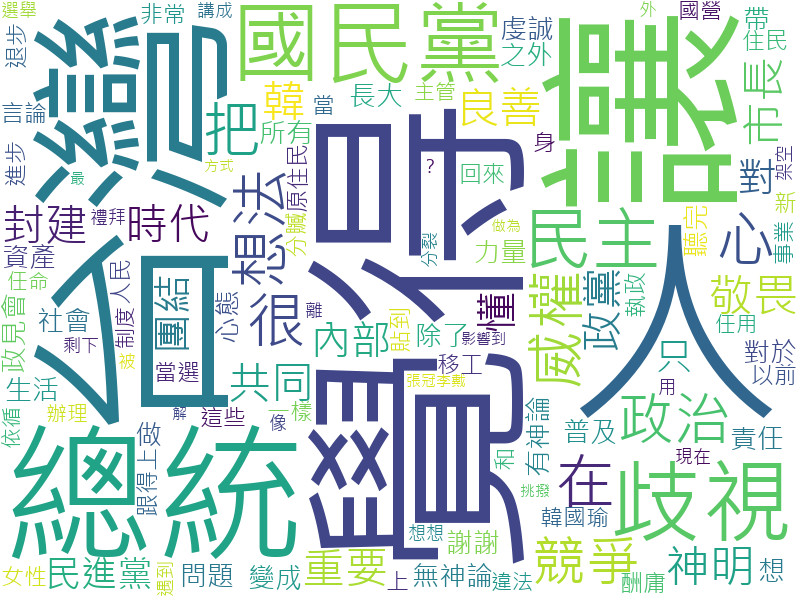 選舉
非常
講成
國民黨
虔誠
之外
外
國營
帶
住民
退步
台灣
言論
把
韓
長大
主管
良善
讓
市長
進步
所有
當
覺得
身
對
架空
方式
原住民
?
回來
最
禮拜
想法
封建
時代
分贓
做為
民主
心
聽完
新
事業
人
資產
團結
很
分裂
力量
政黨
敬畏
任命
人民
懂
威權
執政
政見會
社會
制度
心態
離
內部
除了
貼到
影響到
任用
剩下
被
當選
移工
只
對於
以前
生活
共同
張冠李戴
用
依循
辦理
解
這些
一樣
總統
做
像
和
有神論
普及
政治
責任
跟得上
在
歧視
現在
挑撥
韓國瑜
想想
謝謝
民進黨
女性
遇到
問題
變成
重要
上
無神論
違法
競爭
酬庸
神明
想